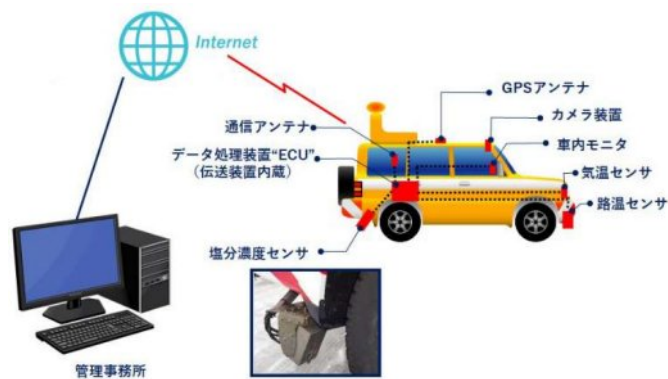 Internet
GPSアンテナ
通信アンテナ
カメラ装置
データ処理装置“ECU”
（伝送装置内蔵）
車内モニタ
気温センサ
路温センサ
塩分濃度センサ
管理事務所